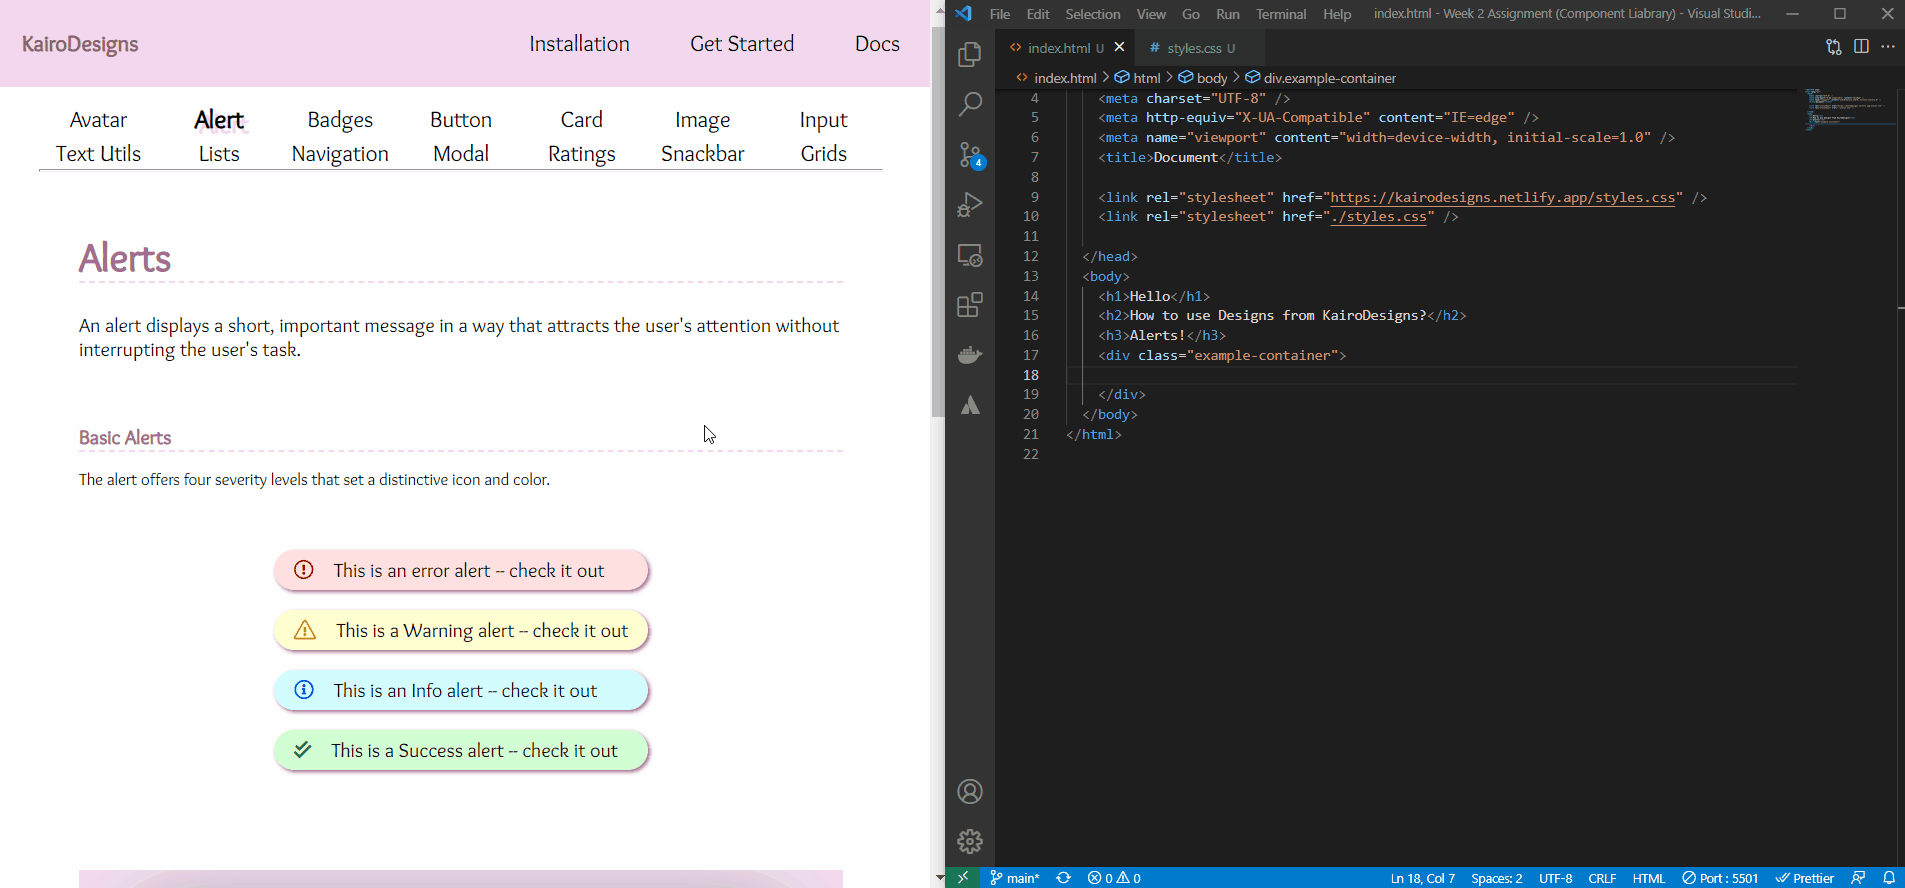 KairoDesigns
Installation Get Started Docs
Avatar Alert Badges Button Card Image Input
Text Utils Lists Navigation Modal Ratings Snackbar Grids
Alerts
An alert displays a short, important message in a way that attracts the user's attention without
interrupting the user's task.
Basic Alerts
The alert offers four severity levels that set a distinctive icon and color.
This is an error alert -- check it out
This is a Warning alert -- check it out
This is an Info alert -- check it out
This is a Success alert -- check it out
File Edit Selection View Go Run Terminal Help index.html - Week 2 Assignment (Component Liabrary) - Visual Studi...
<> index.html U # styles.css U
<> index.html > html > body > div.example-container
4 <meta charset="UTF-8" />
5 <meta http-equiv="X-UA-Compatible" content="IE=edge" />
6 <meta name="viewport" content="width=device-width, initial-scale=1.0" />
7 <title>Document</title>
8
9 <link rel="stylesheet" href="https://kairodesigns.netlify.app/styles.css" />
10 <link rel="stylesheet" href="./styles.css" />
11
12 </head>
13 <body>
14 <h1>Hello</h1>
15 <h2>How to use Designs from KairoDesigns?</h2>
16 <h3>Alerts!</h3>
17 <div class="example-container">
18
19 </div>
20 </body>
21 </html>
22
4
main* 0 0 Ln 18, Col 7 Spaces: 2 UTF-8 CRLF HTML Port : 5501 Prettier